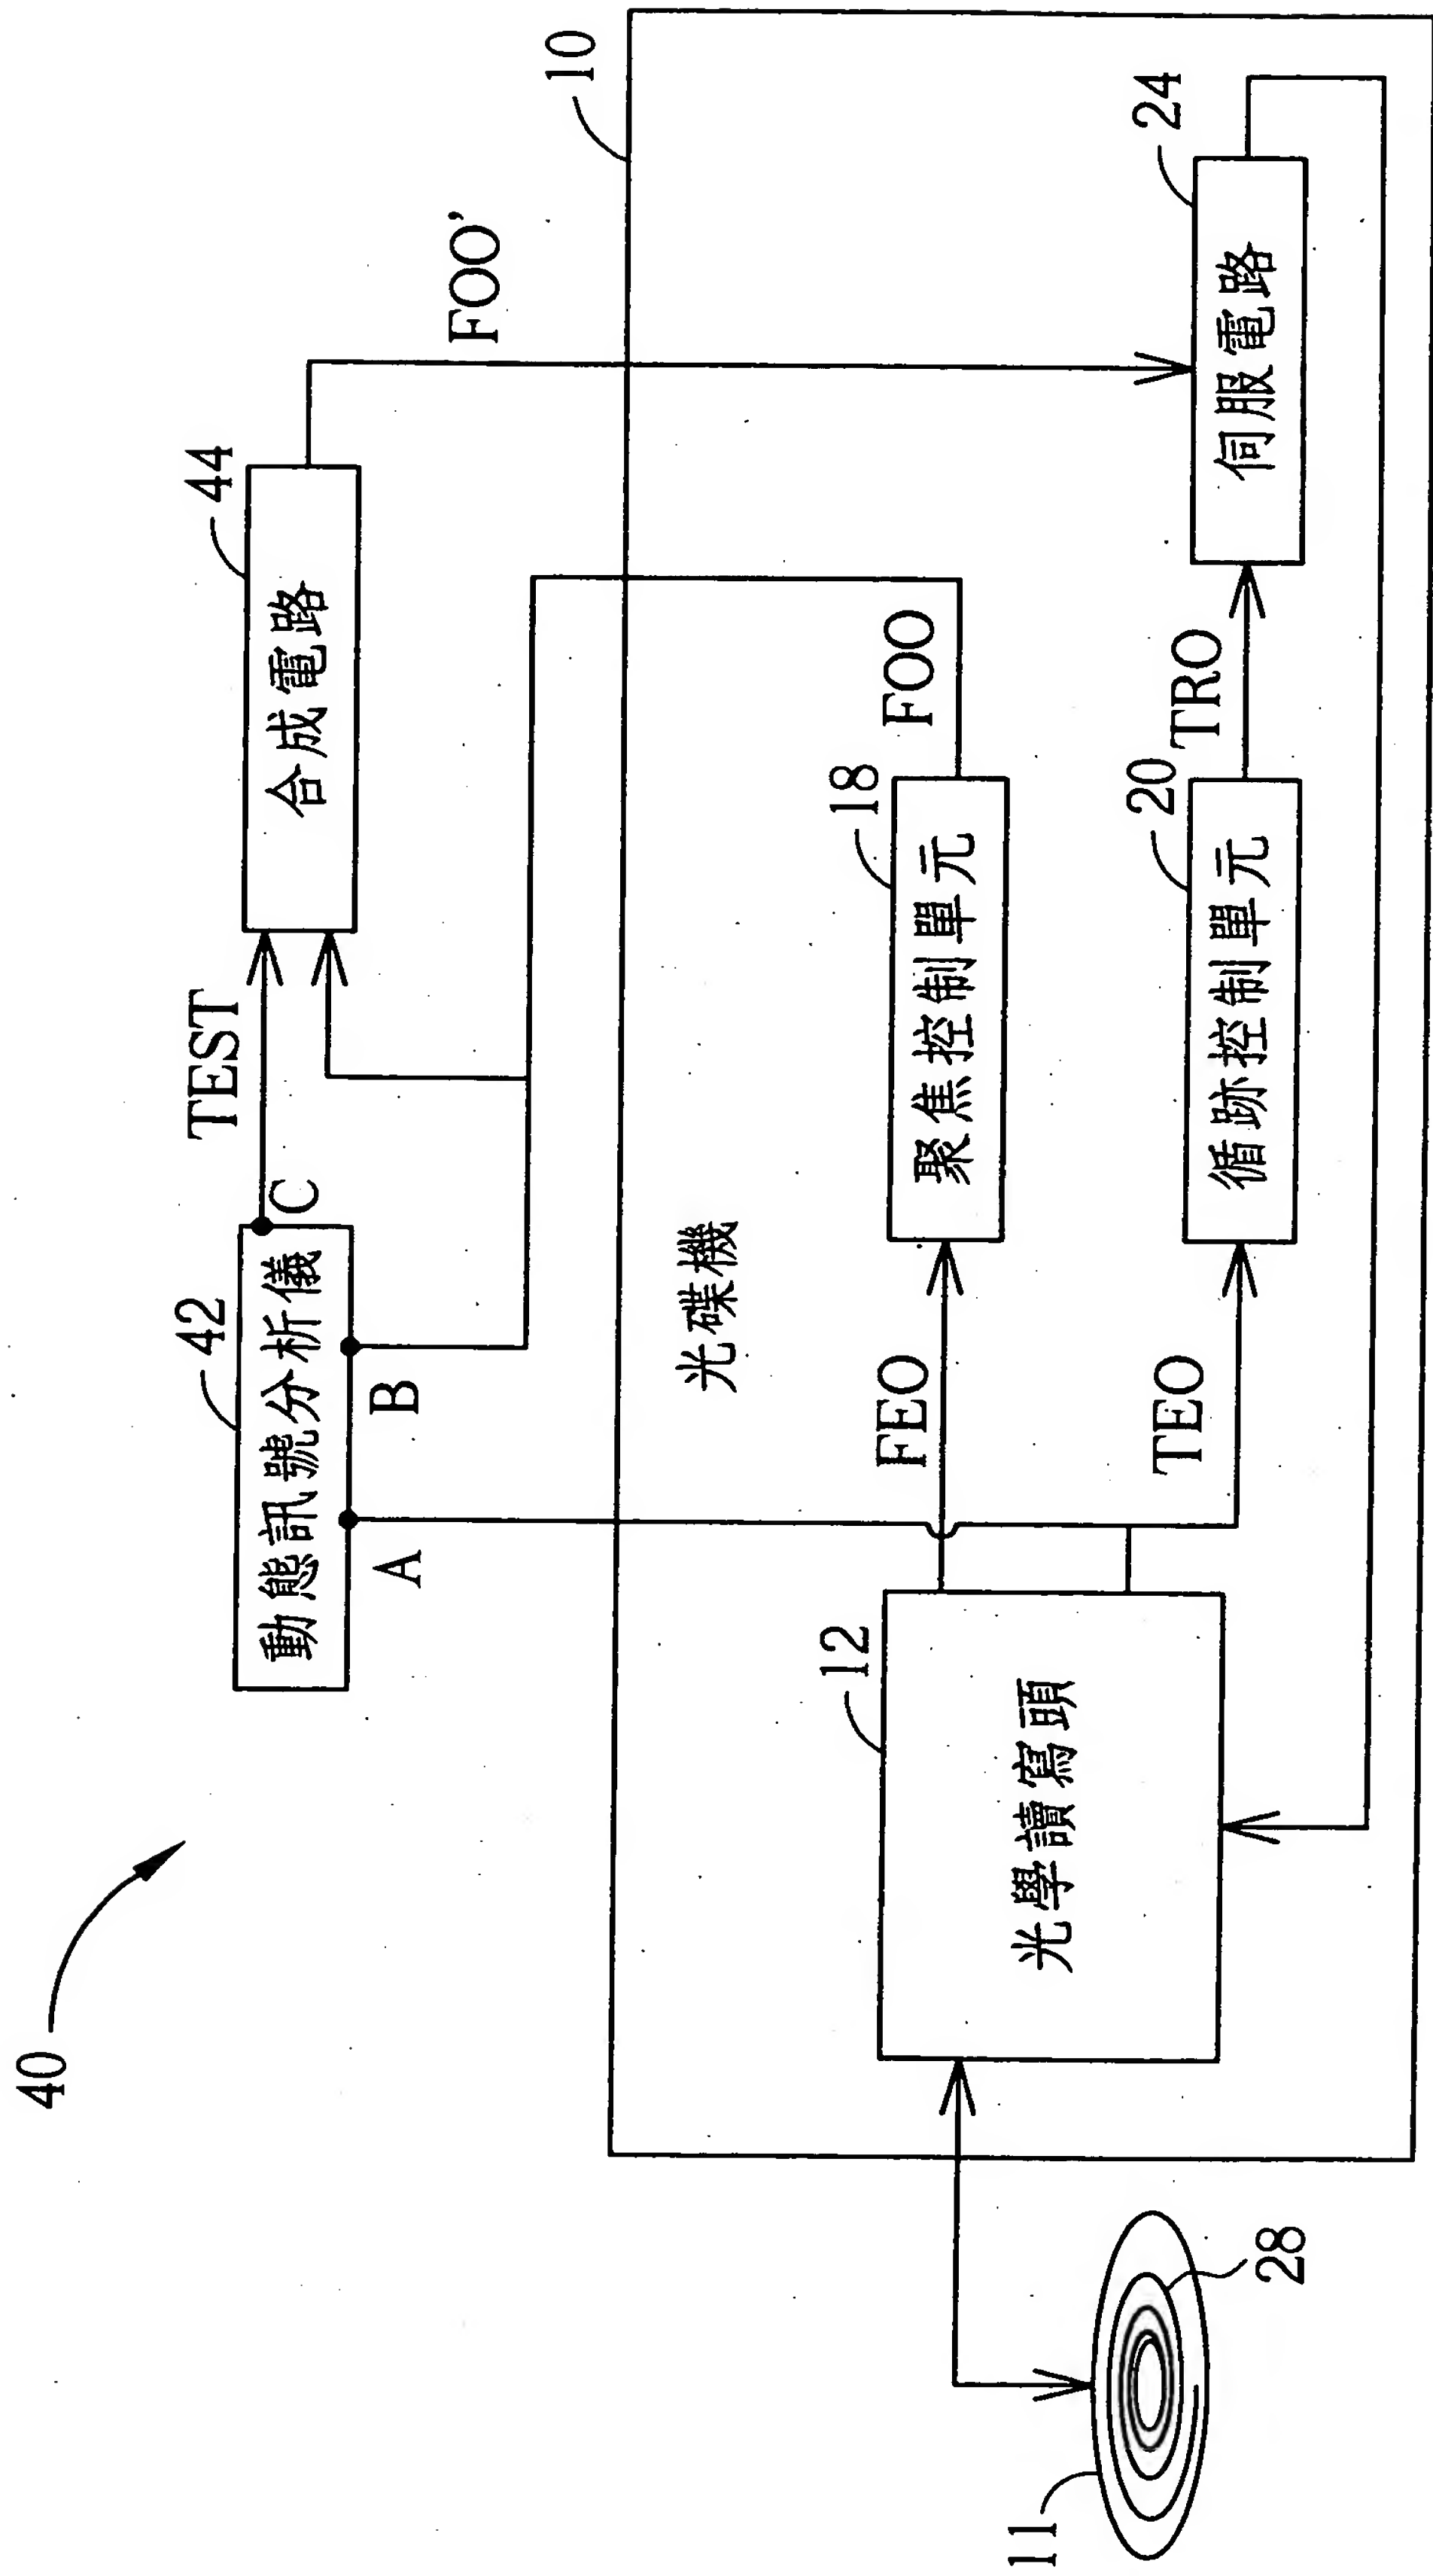 40
42
動態訊號分析儀
A
B
C
TEST
44
合成電路
FOO'
10
光碟機
12
光學讀寫頭
FEO
18
聚焦控制單元
FOO
TEO
20
循跡控制單元
TRO
24
伺服電路
11
28